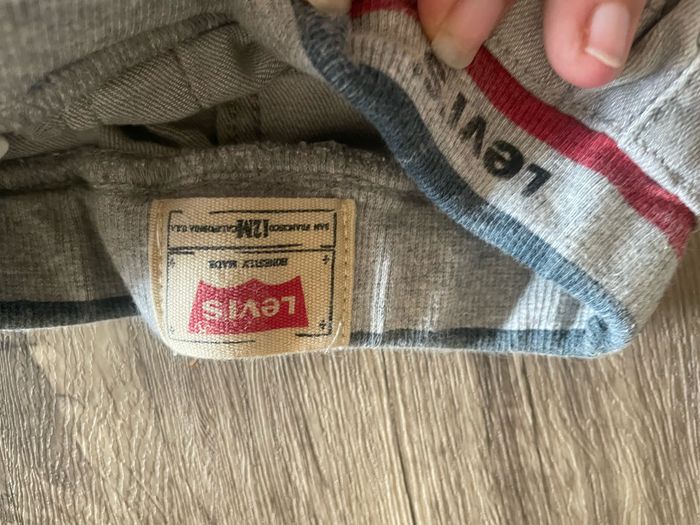 LEVI'S
LEVI'S
HONESTLY MADE
SAN FRANCISCO 12M CALIFORNIA U.S.A.